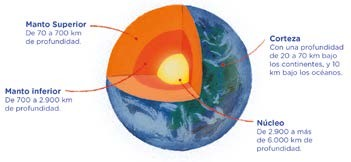 Manto Superior
De 70 a 700 km
de profundidad.
Manto inferior
De 700 a 2.900 km
de profundidad.
Corteza
Con una profundidad
de 20 a 70 km bajo
los continentes, y 10
km bajo los océanos.
Núcleo
De 2.900 a más
de 6.000 km de
profundidad.